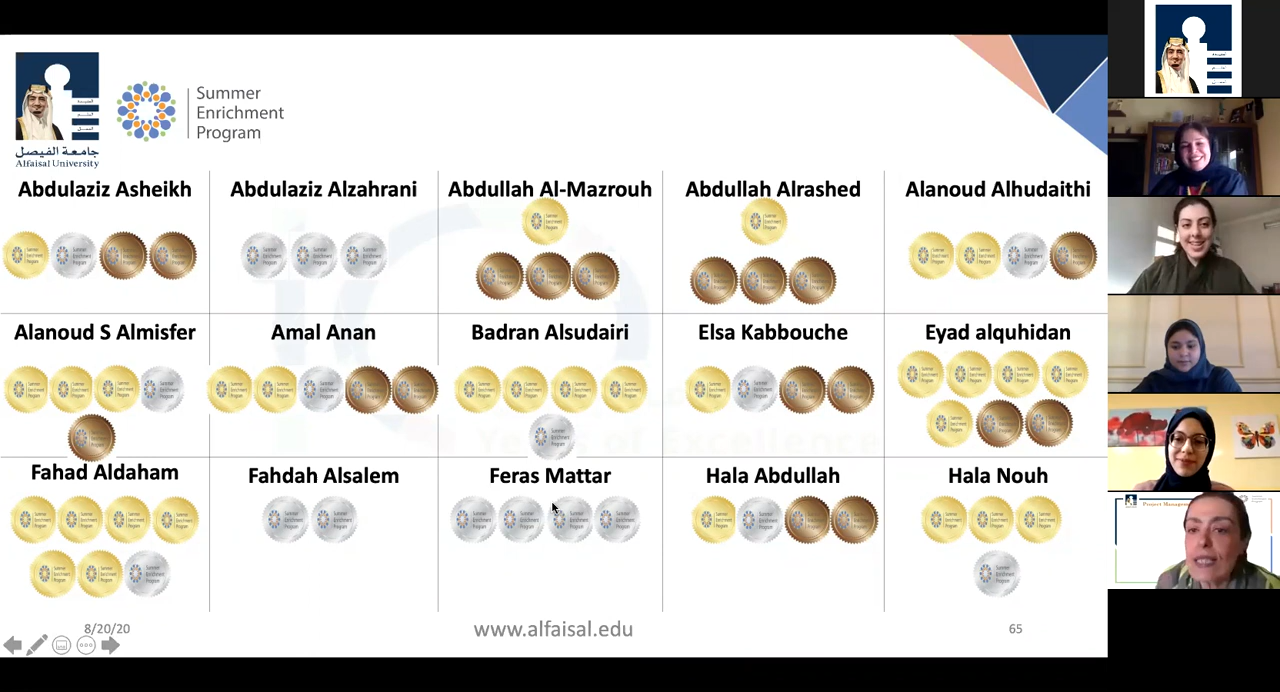 جامعة الفيصل
Alfaisal University
Summer
Enrichment
Program
Abdulaziz Asheikh
Abdulaziz Alzahrani
Abdullah Al-Mazrouh
Abdullah Alrashed
Alanoud Alhudaithi
Alanoud S Almisfer
Amal Anan
Badran Alsudairi
Elsa Kabbouche
Eyad alquhidan
of Excellence
Fahad Aldaham
Fahdah Alsalem
Feras Mattar
Hala Abdullah
Hala Nouh
8/20/20
www.alfaisal.edu
65